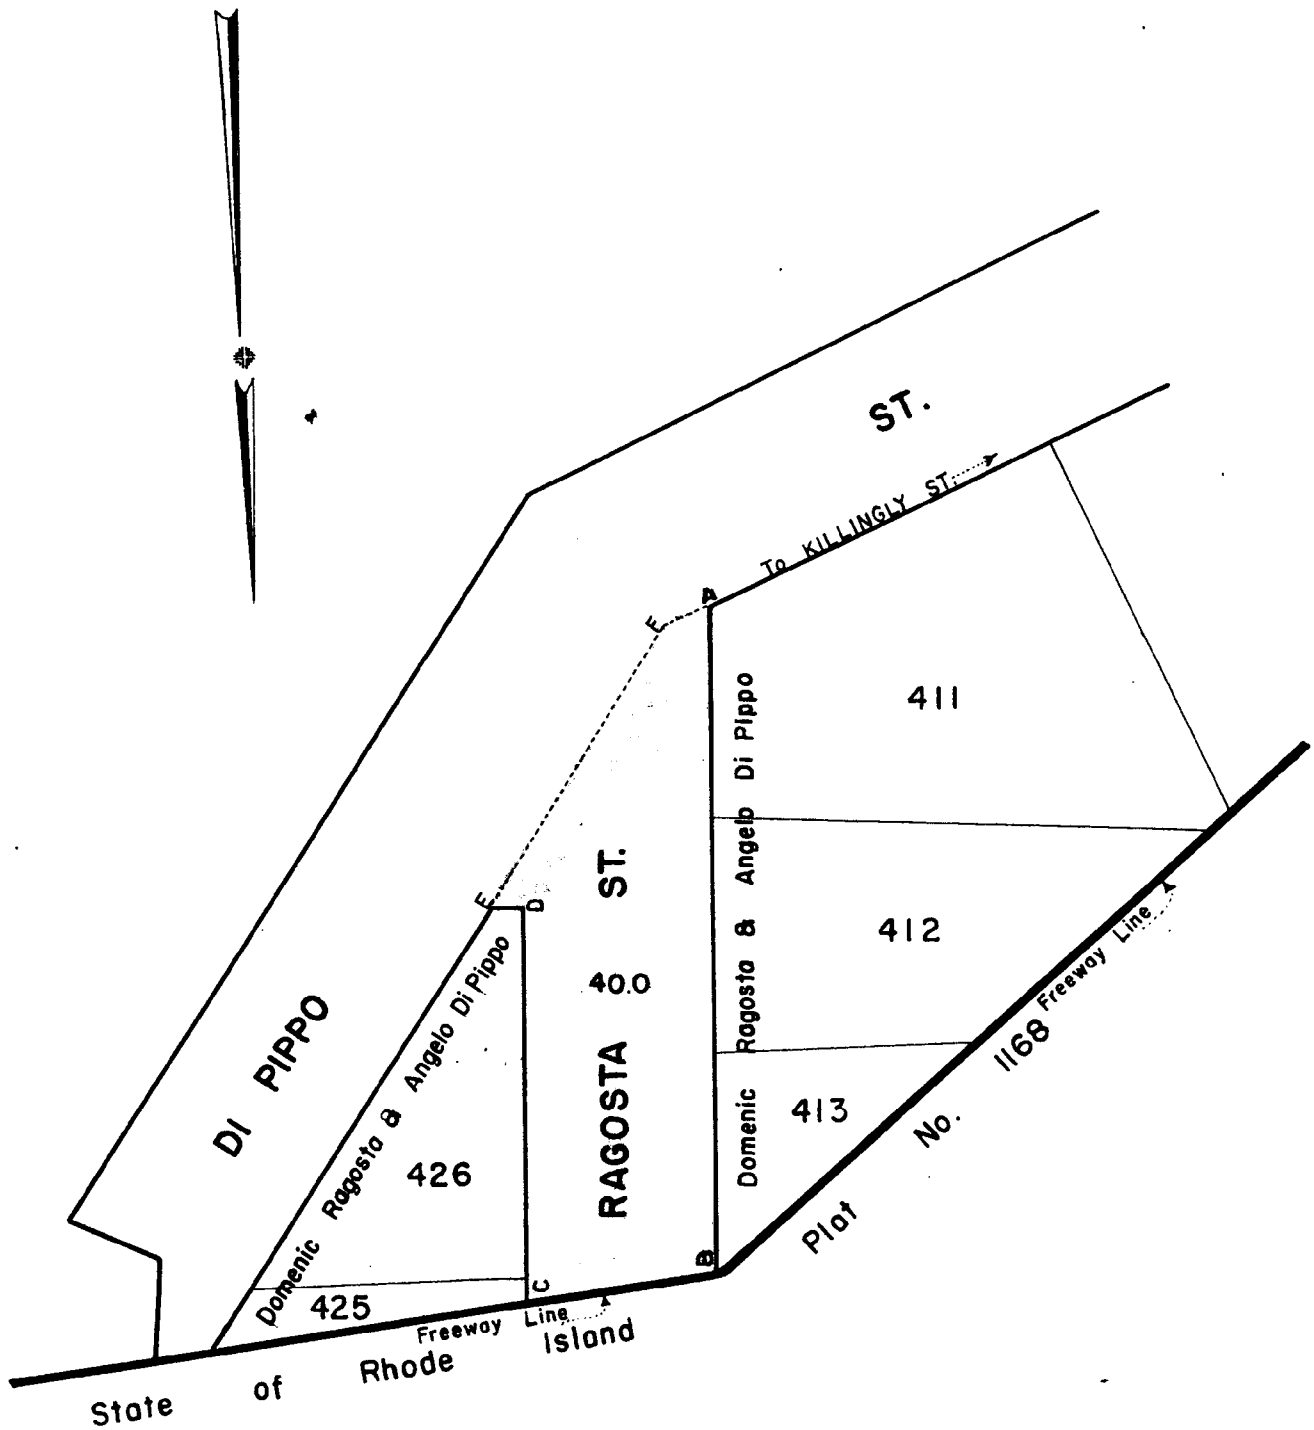 ST.
To KILLINGLY ST.
A
F
411
Domenic Ragosta & Angelo Di Pippo
E
D
412
Freeway Line
DI PIPPO
Domenic Ragosta & Angelo Di Pippo
RAGOSTA ST.
40.0
426
413
B
C
425
Freeway Line
State of Rhode Island Plat No. 1168